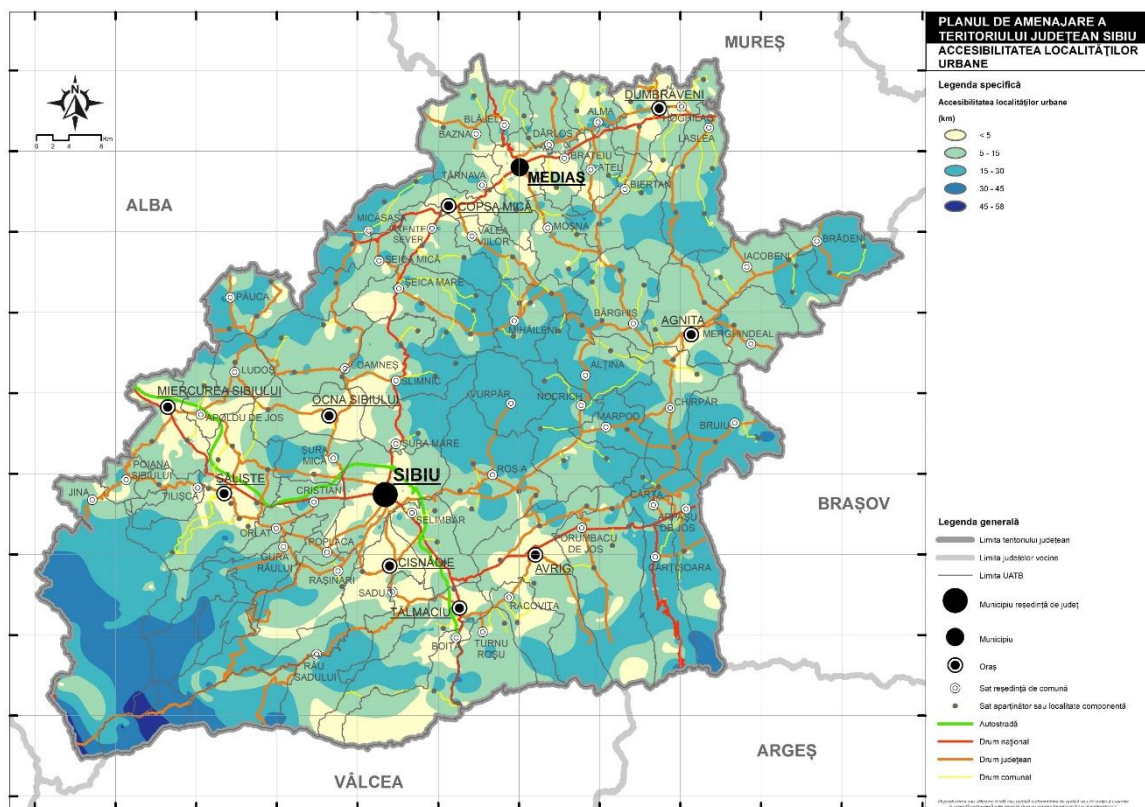 PLANUL DE AMENAJARE A
TERITORIULUI JUDEȚEAN SIBIU
ACCESIBILITATEA LOCALITĂȚILOR
URBANE
Legenda specifică
Accesibilitatea localităților urbane
(km)
< 5
5 - 15
15 - 30
30 - 45
45 - 58
N
8 Km
MUREȘ
ALBA
BRAȘOV
ARGEȘ
VÂLCEA
DUMBRĂVENI
HOGHILAG
ALMA
BLĂJEL
BAZNA
DÂRLOS
LASLEA
BRATEIU
AȚEL
MEDIAȘ
TÂRNAVA
BIERTAN
COPȘA MICĂ
MICĂSASA
AXENTE
SEVER
VALEA
VIILOR
MOȘNA
BRĂDENI
ȘEICA MICĂ
IACOBENI
ȘEICA MARE
PĂUCA
MIHĂILENI
BÂRGHIȘ
AGNITA
MERGHINDEAL
LOAMNEȘ
LUDOȘ
SLIMNIC
ALȚINA
MIERCUREA SIBIULUI
OCNA SIBIULUI
VURPĂR
NOCRICH
APOLDU DE JOS
CHIRPĂR
MARPOD
BRUIU
ȘURA MARE
ȘURA
MICĂ
POIANA
SIBIULUI
SĂLIȘTE
SIBIU
ROȘIA
JINA
TILIȘCA
CRISTIAN
CÂRȚA
ȘELIMBĂR
ARPAȘU
DE JOS
ORLAT
PORUMBACU
DE JOS
GURA
RÂULUI
POPLACA
CISNĂDIE
AVRIG
CÂRȚIȘOARA
RĂȘINARI
SADU
TĂLMACIU
RACOVIȚA
BOIȚA
TURNU
ROȘU
RÂU
SADULUI
Legenda generală
Limita teritoriului județean
Limita județelor vecine
Limita UATB
Municipiu reședință de județ
Municipiu
Oraș
Sat reședință de comună
Sat aparținător sau localitate componentă
Autostradă
Drum național
Drum județean
Drum comunal